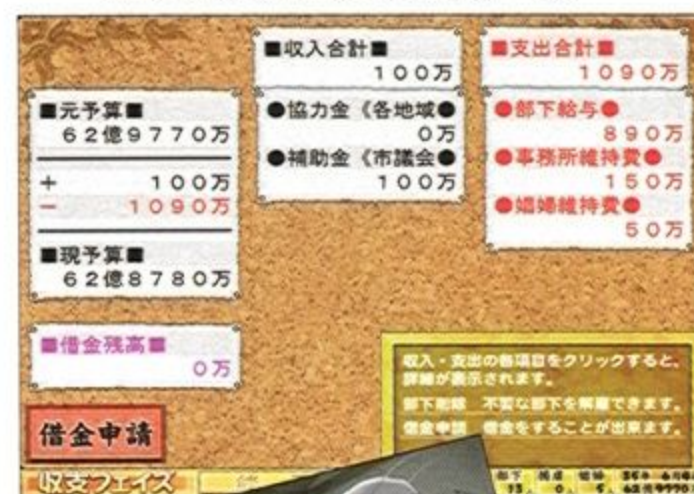 ■元予算■
62億9770万
+ 100万
− 1090万
■現予算■
62億8780万
■借金残高■
0万
借金申請
■収入合計■
100万
●協力金《各地域●
0万
●補助金《市議会●
100万
■支出合計■
1090万
●部下給与●
890万
●事務所維持費●
150万
●娼婦維持費●
50万
収入・支出の各項目をクリックすると、
詳細が表示されます。
部下削除 不要な部下を解雇できます。
借金申請 借金をすることが出来ます。
収支フェイズ
部下